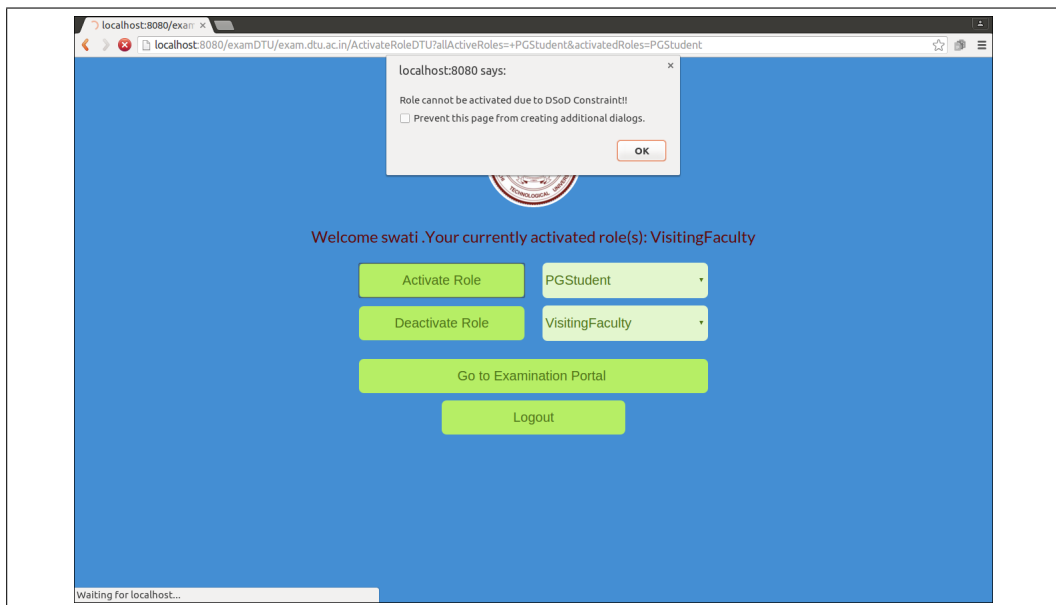 localhost:8080/exam
localhost:8080/examDTU/exam.dtu.ac.in/ActivateRoleDTU?allActiveRoles=+PGStudent&activatedRoles=PGStudent
localhost:8080 says:
Role cannot be activated due to DSoD Constraint!!
Prevent this page from creating additional dialogs.
OK
TECHNOLOGICAL UNIVER
Welcome swati .Your currently activated role(s): VisitingFaculty
Activate Role PGStudent
Deactivate Role VisitingFaculty
Go to Examination Portal
Logout
Waiting for localhost...